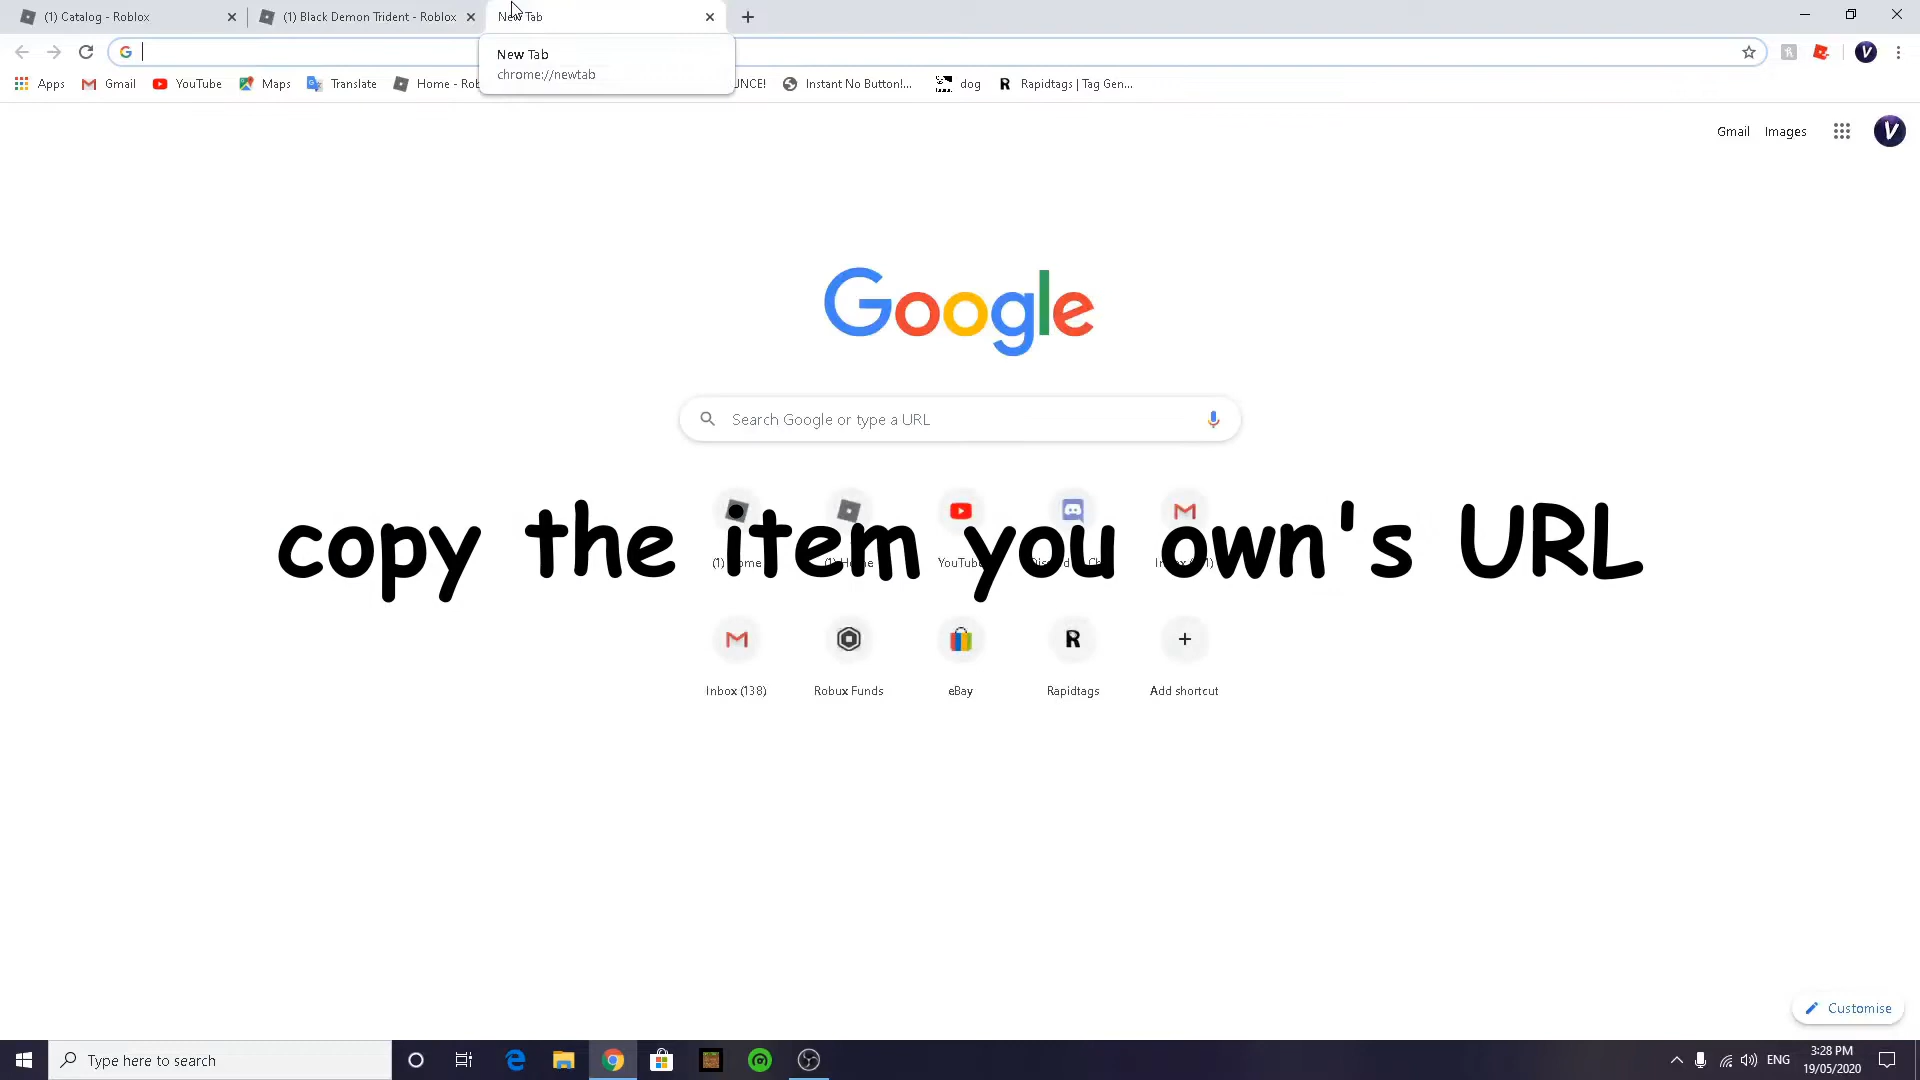 (1) Catalog - Roblox
(1) Black Demon Trident - Roblox
New Tab
New Tab
chrome://newtab
Apps
Gmail
YouTube
Maps
Translate
Home - Rob
UNCE!
Instant No Button!...
dog
Rapidtags | Tag Gen...
Gmail
Images
V
Google
Search Google or type a URL
copy the item you own's URL
YouTube
Inbox (138)
Robux Funds
eBay
Rapidtags
Add shortcut
Customise
Type here to search
ENG
3:28 PM
19/05/2020